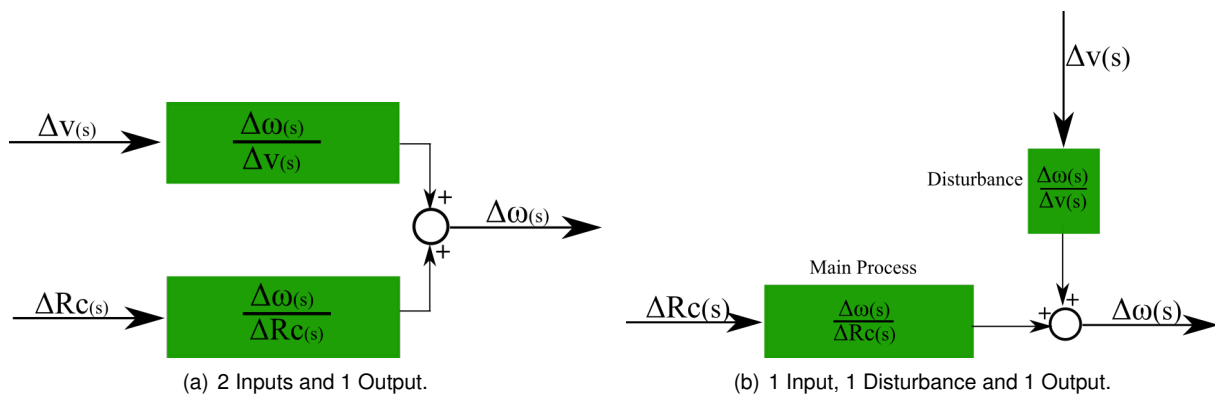 Δv(s)
Δω(s)
Δv(s)
+
Δω(s)
+
ΔRc(s)
Δω(s)
ΔRc(s)
(a) 2 Inputs and 1 Output.
Δv(s)
Disturbance
Δω(s)
Δv(s)
Main Process
ΔRc(s)
Δω(s)
ΔRc(s)
+
+
Δω(s)
(b) 1 Input, 1 Disturbance and 1 Output.